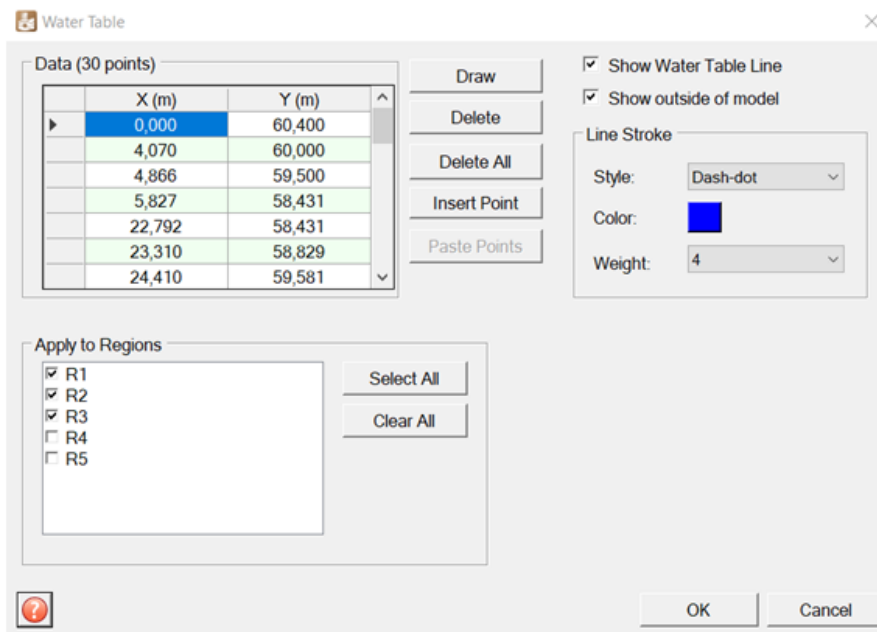 Water Table
Data (30 points)
X (m) Y (m)
0,000 60,400
4,070 60,000
4,866 59,500
5,827 58,431
22,792 58,431
23,310 58,829
24,410 59,581
Draw
Delete
Delete All
Insert Point
Paste Points
Show Water Table Line
Show outside of model
Line Stroke
Style: Dash-dot
Color:
Weight: 4
Apply to Regions
R1
R2
R3
R4
R5
Select All
Clear All
?
OK Cancel